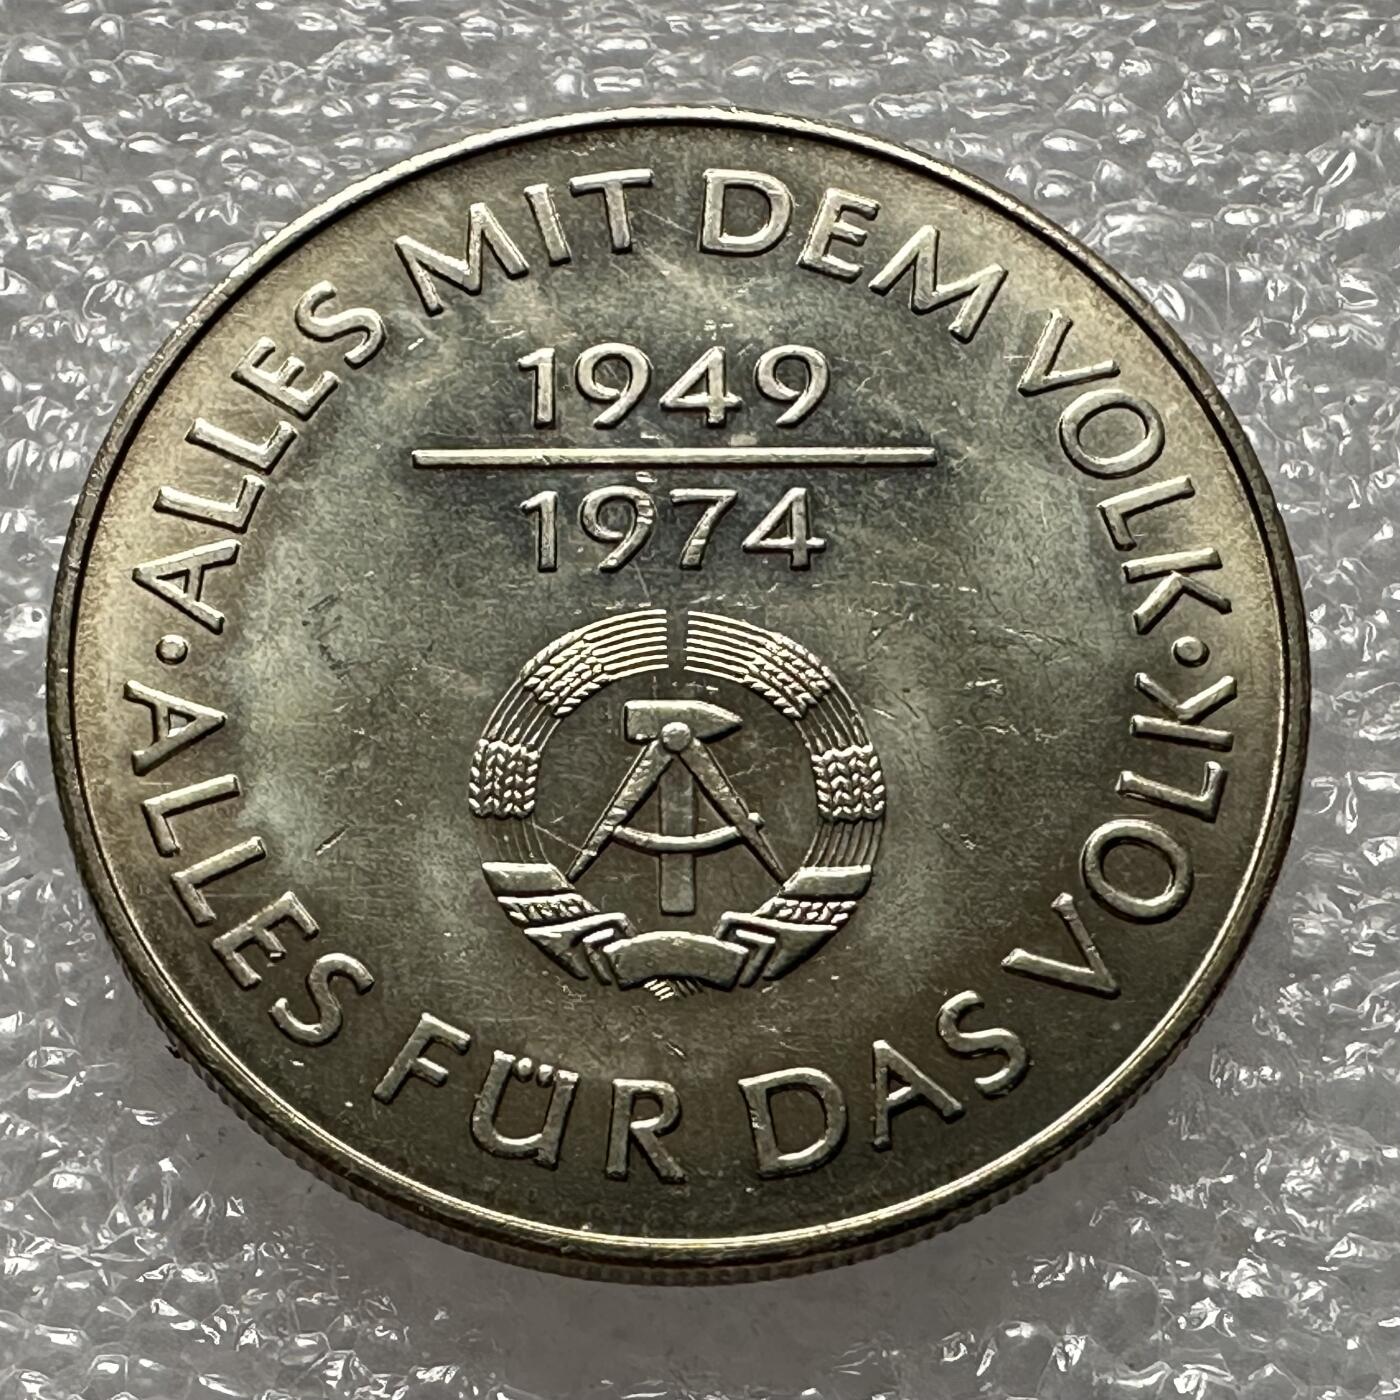 ALLES MIT DEM VOLK
1949
1974
ALLES FÜR DAS VOLK